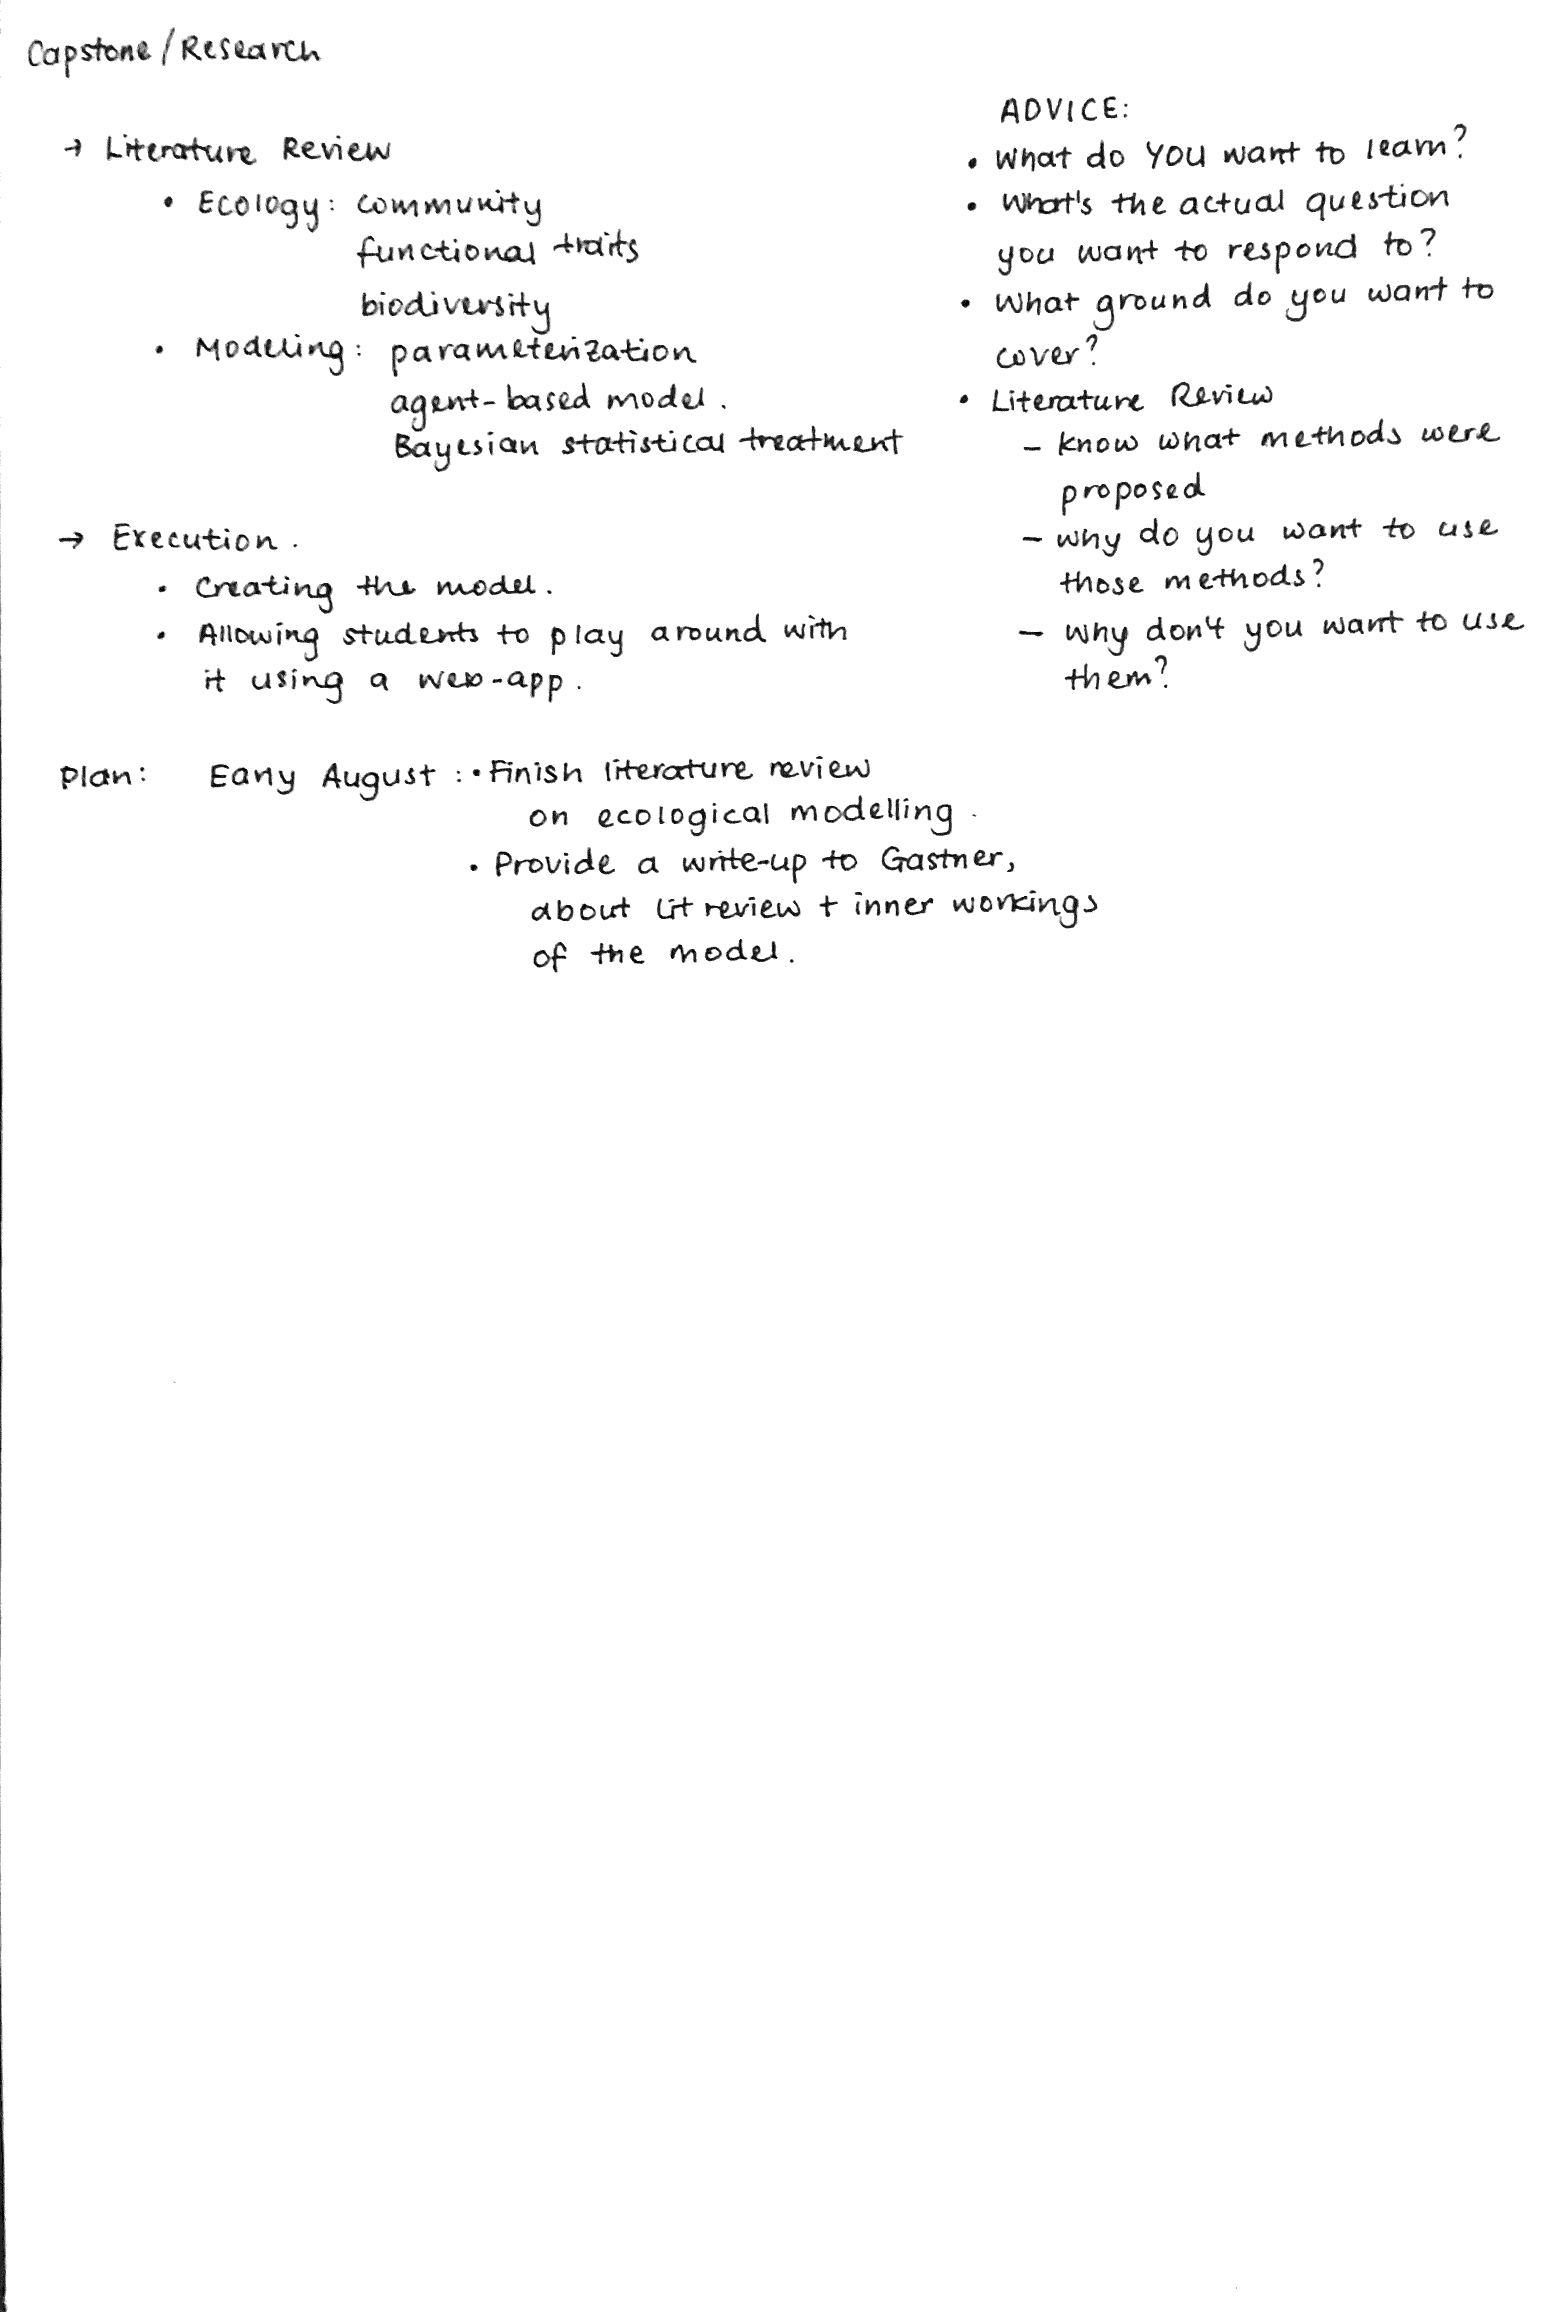 Capstone/Research
→ Literature Review
• Ecology: community
functional traits
biodiversity
• Modelling: parameterization
agent-based model.
Bayesian statistical treatment
→ Execution.
• Creating the model.
• Allowing students to play around with
it using a web-app.
ADVICE:
• What do YOU want to learn?
• What's the actual question
you want to respond to?
• What ground do you want to
cover?
• Literature Review
– know what methods were
proposed
– why do you want to use
those methods?
– why don't you want to use
them?
Plan: Early August: • Finish literature review
on ecological modelling.
• Provide a write-up to Gastner,
about lit review + inner workings
of the model.